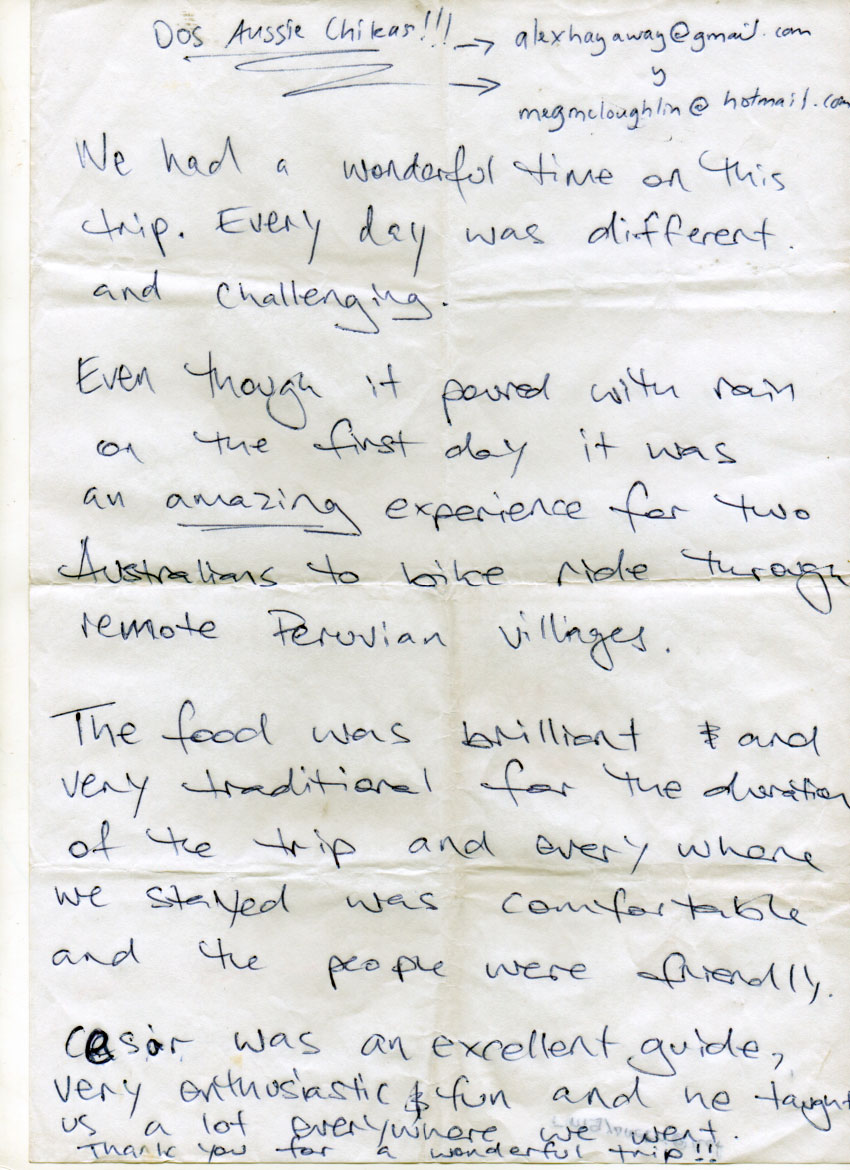 Dos Aussie Chikas!!! → alexhayaway@gmail.com
y
→ megmcloughlin@hotmail.com
We had a wonderful time on this
trip. Every day was different.
and challenging.
Even though it poured with rain
on the first day it was
an amazing experience for two
Australians to bike ride through
remote Peruvian villages.
The food was brilliant and
very traditional for the duration
of the trip and every where
we stayed was comfortable
and the people were friendly.
Cesar was an excellent guide,
very enthusiastic & fun and he taught
us a lot everywhere we went.
Thank you for a wonderful trip!!